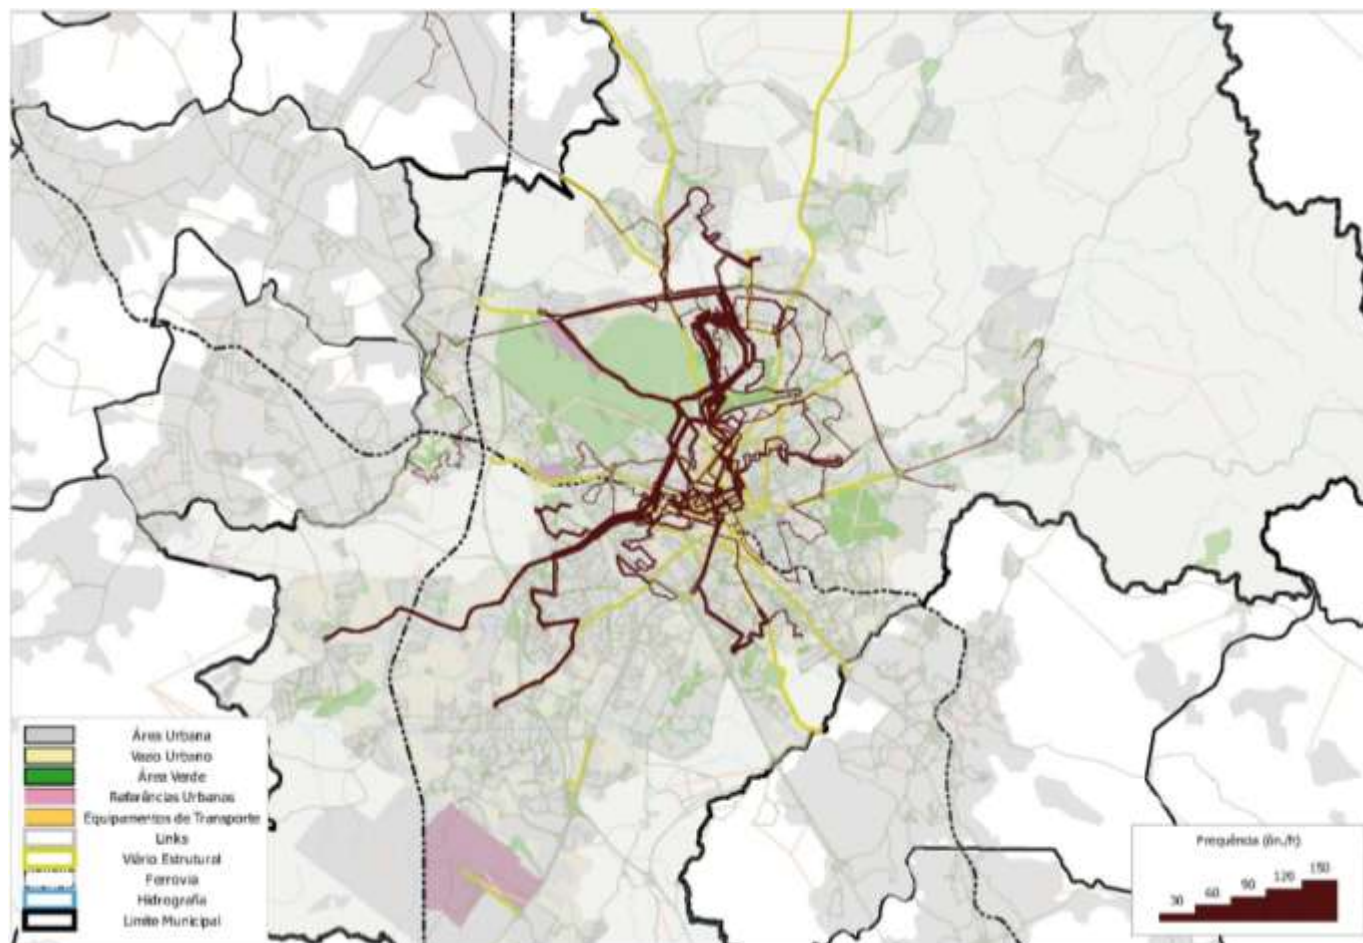 Área Urbana
Vazio Urbano
Área Verde
Referências Urbanas
Equipamentos de Transporte
Links
Viário Estrutural
Ferrovia
Hidrografia
Limite Municipal
Frequência (ôn./h)
30 60 90 120 150